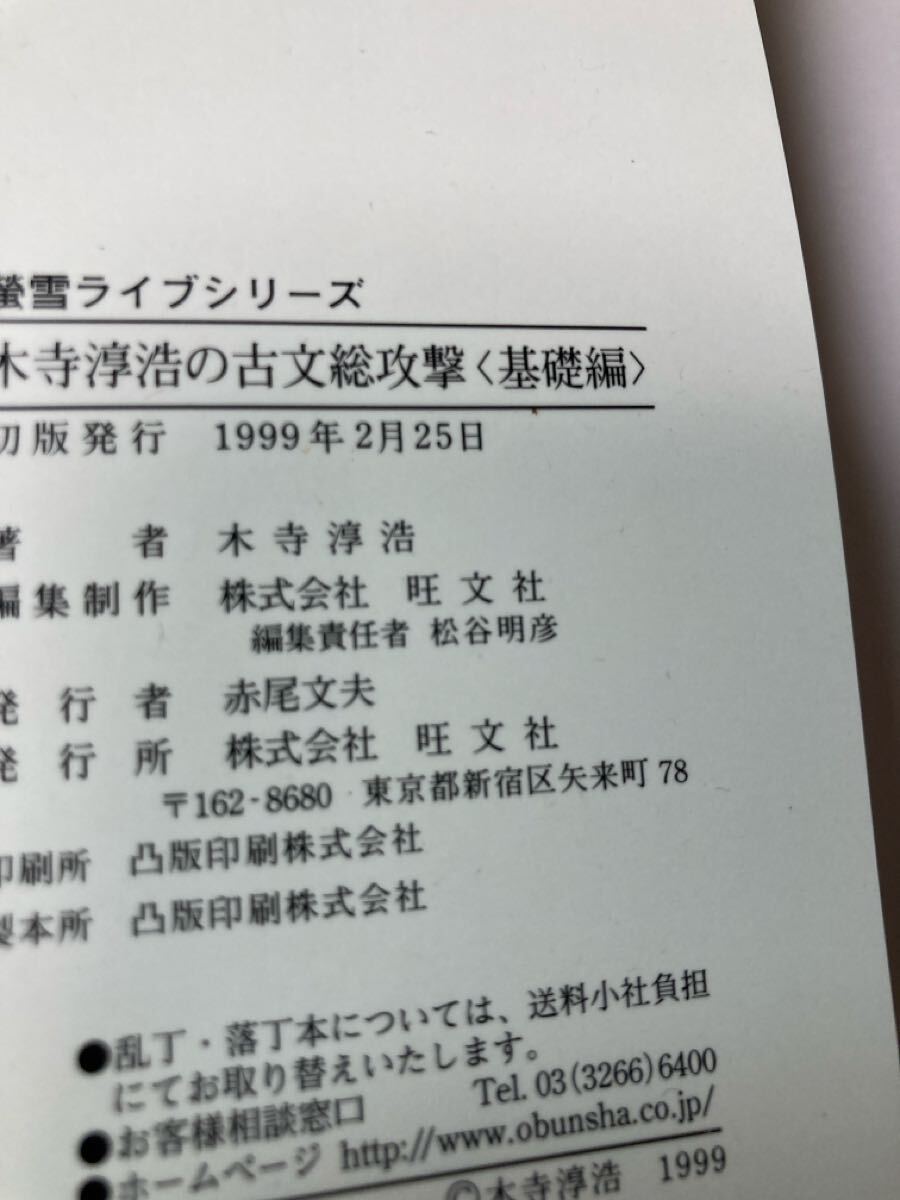 螢雪ライブシリーズ
木寺淳浩の古文総攻撃〈基礎編〉
初版発行 1999年2月25日
著者 木寺淳浩
編集制作 株式会社 旺文社
編集責任者 松谷明彦
発行者 赤尾文夫
発行所 株式会社 旺文社
〒162-8680 東京都新宿区矢来町78
印刷所 凸版印刷株式会社
製本所 凸版印刷株式会社
●乱丁・落丁本については、送料小社負担
にてお取り替えいたします。
●お客様相談窓口 Tel. 03(3266)6400
●ホームページ http://www.obunsha.co.jp/
©木寺淳浩 1999